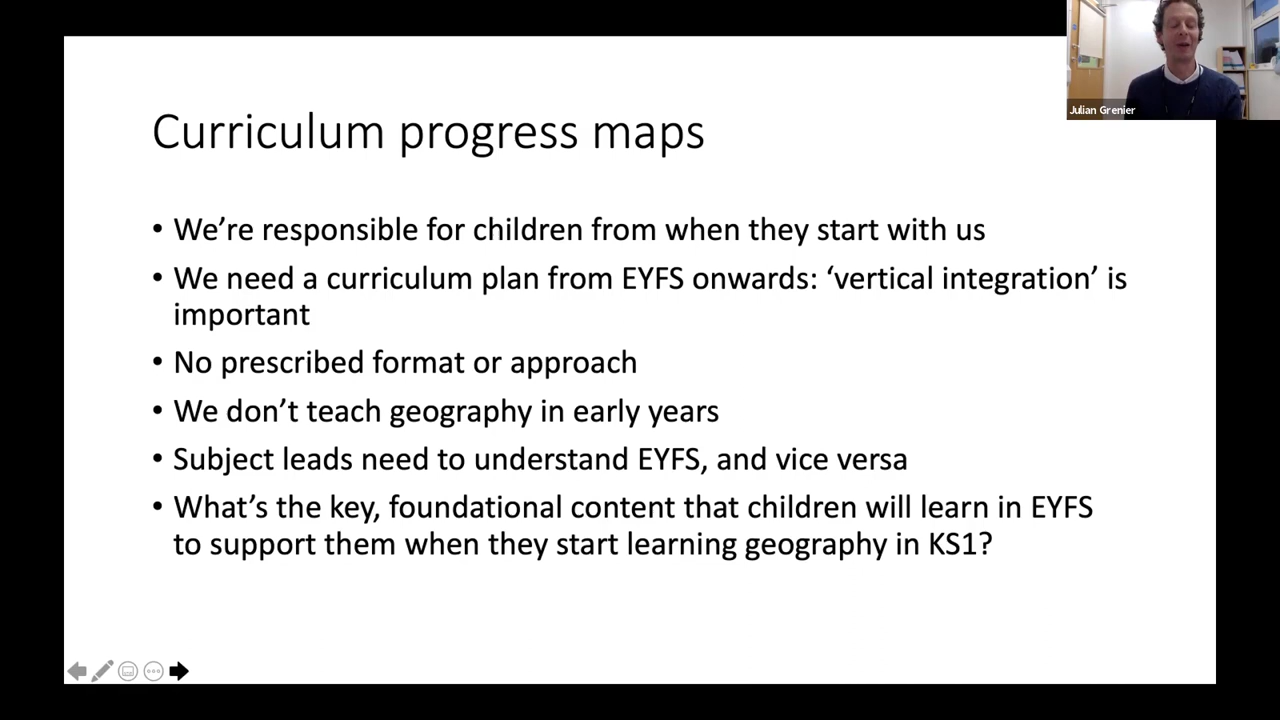 Julian Grenier
Curriculum progress maps
• We’re responsible for children from when they start with us
• We need a curriculum plan from EYFS onwards: ‘vertical integration’ is
important
• No prescribed format or approach
• We don’t teach geography in early years
• Subject leads need to understand EYFS, and vice versa
• What’s the key, foundational content that children will learn in EYFS
to support them when they start learning geography in KS1?